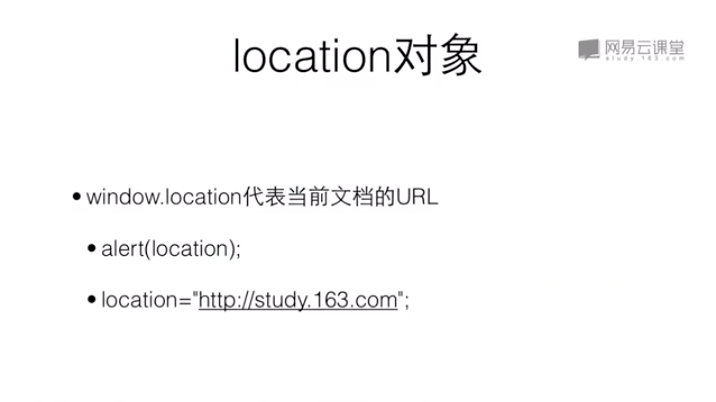 location对象
网易云课堂
study.163.com
•window.location代表当前文档的URL
•alert(location);
•location="http://study.163.com";